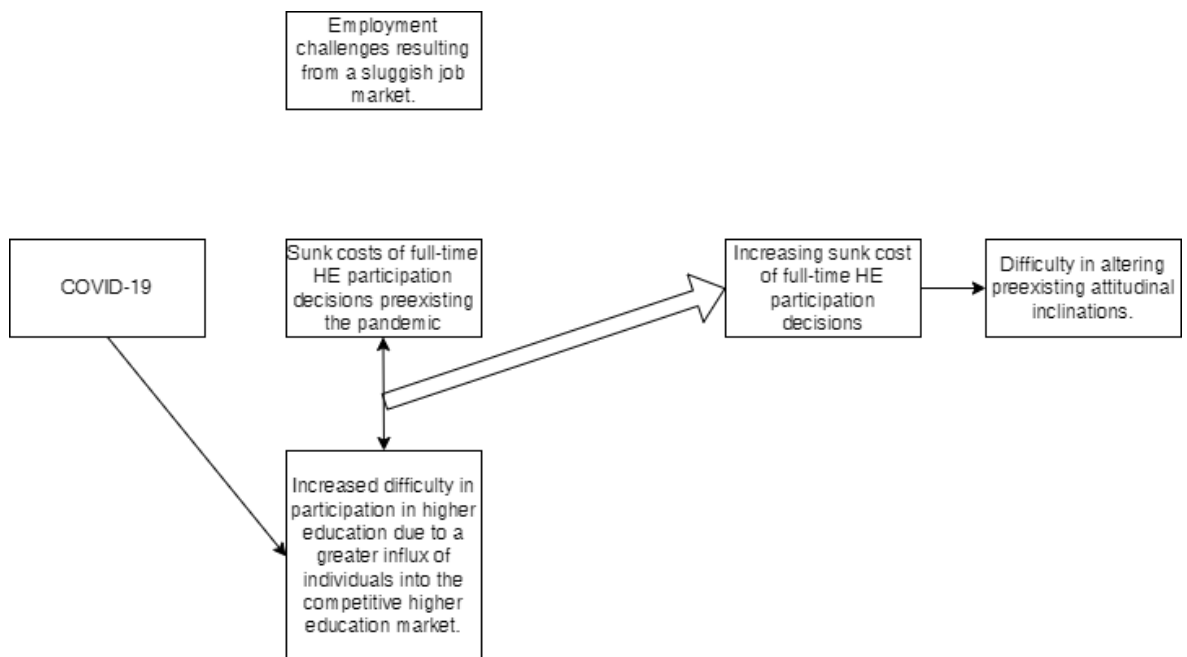 Employment
challenges resulting
from a sluggish job
market.
COVID-19
Sunk costs of full-time
HE participation
decisions preexisting
the pandemic
Increasing sunk cost
of full-time HE
participation
decisions
Difficulty in altering
preexisting attitudinal
inclinations.
Increased difficulty in
participation in higher
education due to a
greater influx of
individuals into the
competitive higher
education market.